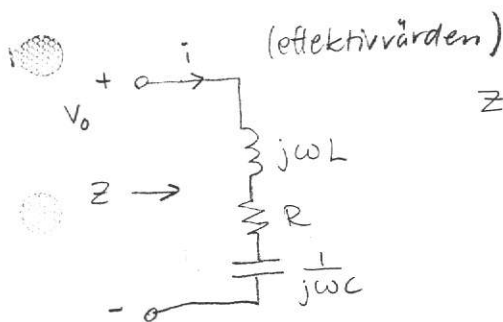 (effektivvärden)
+ i
V₀
Z
jωL
Z →
R
1/jωC
-